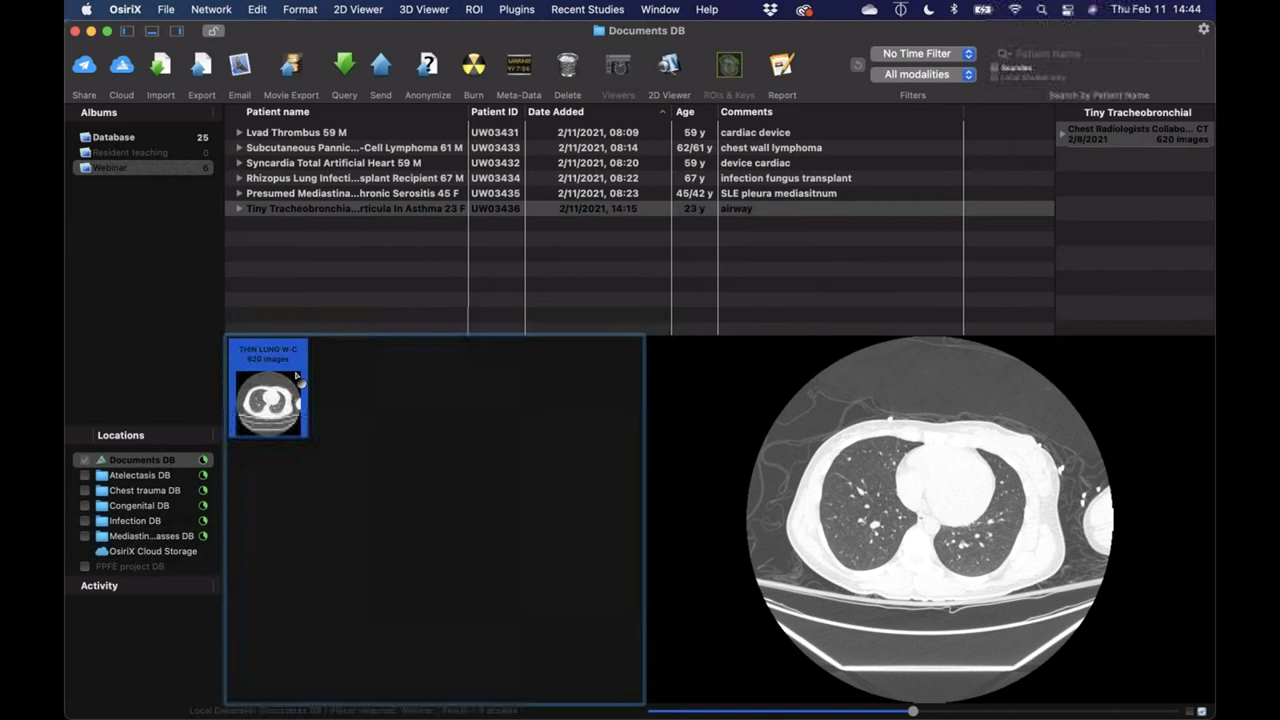 OsiriX File Network Edit Format 2D Viewer 3D Viewer ROI Plugins Recent Studies Window Help Thu Feb 11 14:44
Documents DB
Share Cloud Import Export Email Movie Export Query Send Anonymize Burn Meta-Data Delete Viewers 2D Viewer ROIs & Keys Report
No Time Filter
All modalities
Filters
Patient Name
Search by Patient Name
Albums
Database 25
Resident teaching 0
Webinar 6
Patient name Patient ID Date Added Age Comments
Lvad Thrombus 59 M UW03431 2/11/2021, 08:09 59 y cardiac device
Subcutaneous Pannic...-Cell Lymphoma 61 M UW03433 2/11/2021, 08:14 62/61 y chest wall lymphoma
Syncardia Total Artificial Heart 59 M UW03432 2/11/2021, 08:20 59 y device cardiac
Rhizopus Lung Infecti...splant Recipient 67 M UW03434 2/11/2021, 08:22 67 y infection fungus transplant
Presumed Mediastina...hronic Serositis 45 F UW03435 2/11/2021, 08:23 45/42 y SLE pleura mediasitnum
Tiny Tracheobronchia...rticula In Asthma 23 F UW03436 2/11/2021, 14:15 23 y airway
Tiny Tracheobronchial
Chest Radiologists Collabo... CT
2/8/2021 620 images
THIN LUNG W-C
620 images
Locations
Documents DB
Atelectasis DB
Chest trauma DB
Congenital DB
Infection DB
Mediastin...asses DB
OsiriX Cloud Storage
PPFE project DB
Activity